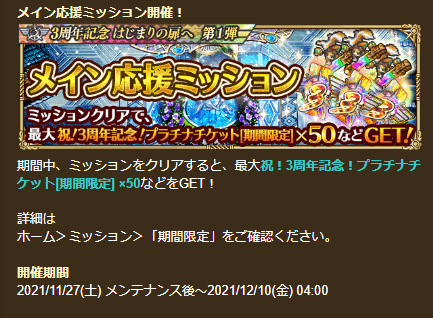 メイン応援ミッション開催！
3周年記念 はじまりの扉へ 第1弾
メイン応援ミッション
ミッションクリアで、
最大 祝!3周年記念!プラチナチケット[期間限定]×50などGET!
期間中、ミッションをクリアすると、最大祝！3周年記念！プラチナチ
ケット[期間限定] ×50などをGET！
詳細は
ホーム＞ミッション＞「期間限定」をご確認ください。
開催期間
2021/11/27(土) メンテナンス後～2021/12/10(金) 04:00